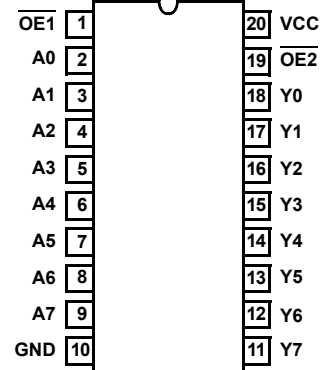 OE1 1 20 VCC
A0 2 19 OE2
A1 3 18 Y0
A2 4 17 Y1
A3 5 16 Y2
A4 6 15 Y3
A5 7 14 Y4
A6 8 13 Y5
A7 9 12 Y6
GND 10 11 Y7